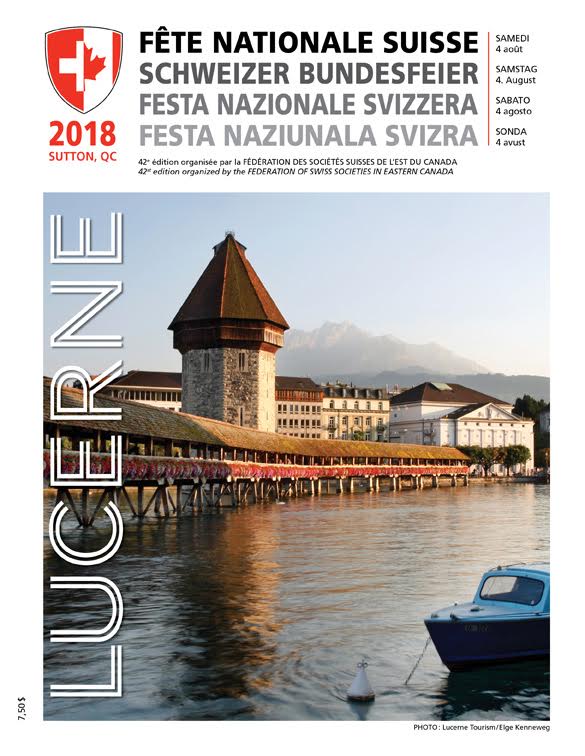 FÊTE NATIONALE SUISSE
SCHWEIZER BUNDESFEIER
FESTA NAZIONALE SVIZZERA
FESTA NAZIUNALA SVIZRA
SAMEDI
4 août
SAMSTAG
4. August
SABATO
4 agosto
SONDA
4 avust
2018
SUTTON, QC
42e édition organisée par la FÉDÉRATION DES SOCIÉTÉS SUISSES DE L'EST DU CANADA
42st edition organized by the FEDERATION OF SWISS SOCIETIES IN EASTERN CANADA
LUCERNE
7,50 $
PHOTO : Lucerne Tourism/Elge Kenneweg